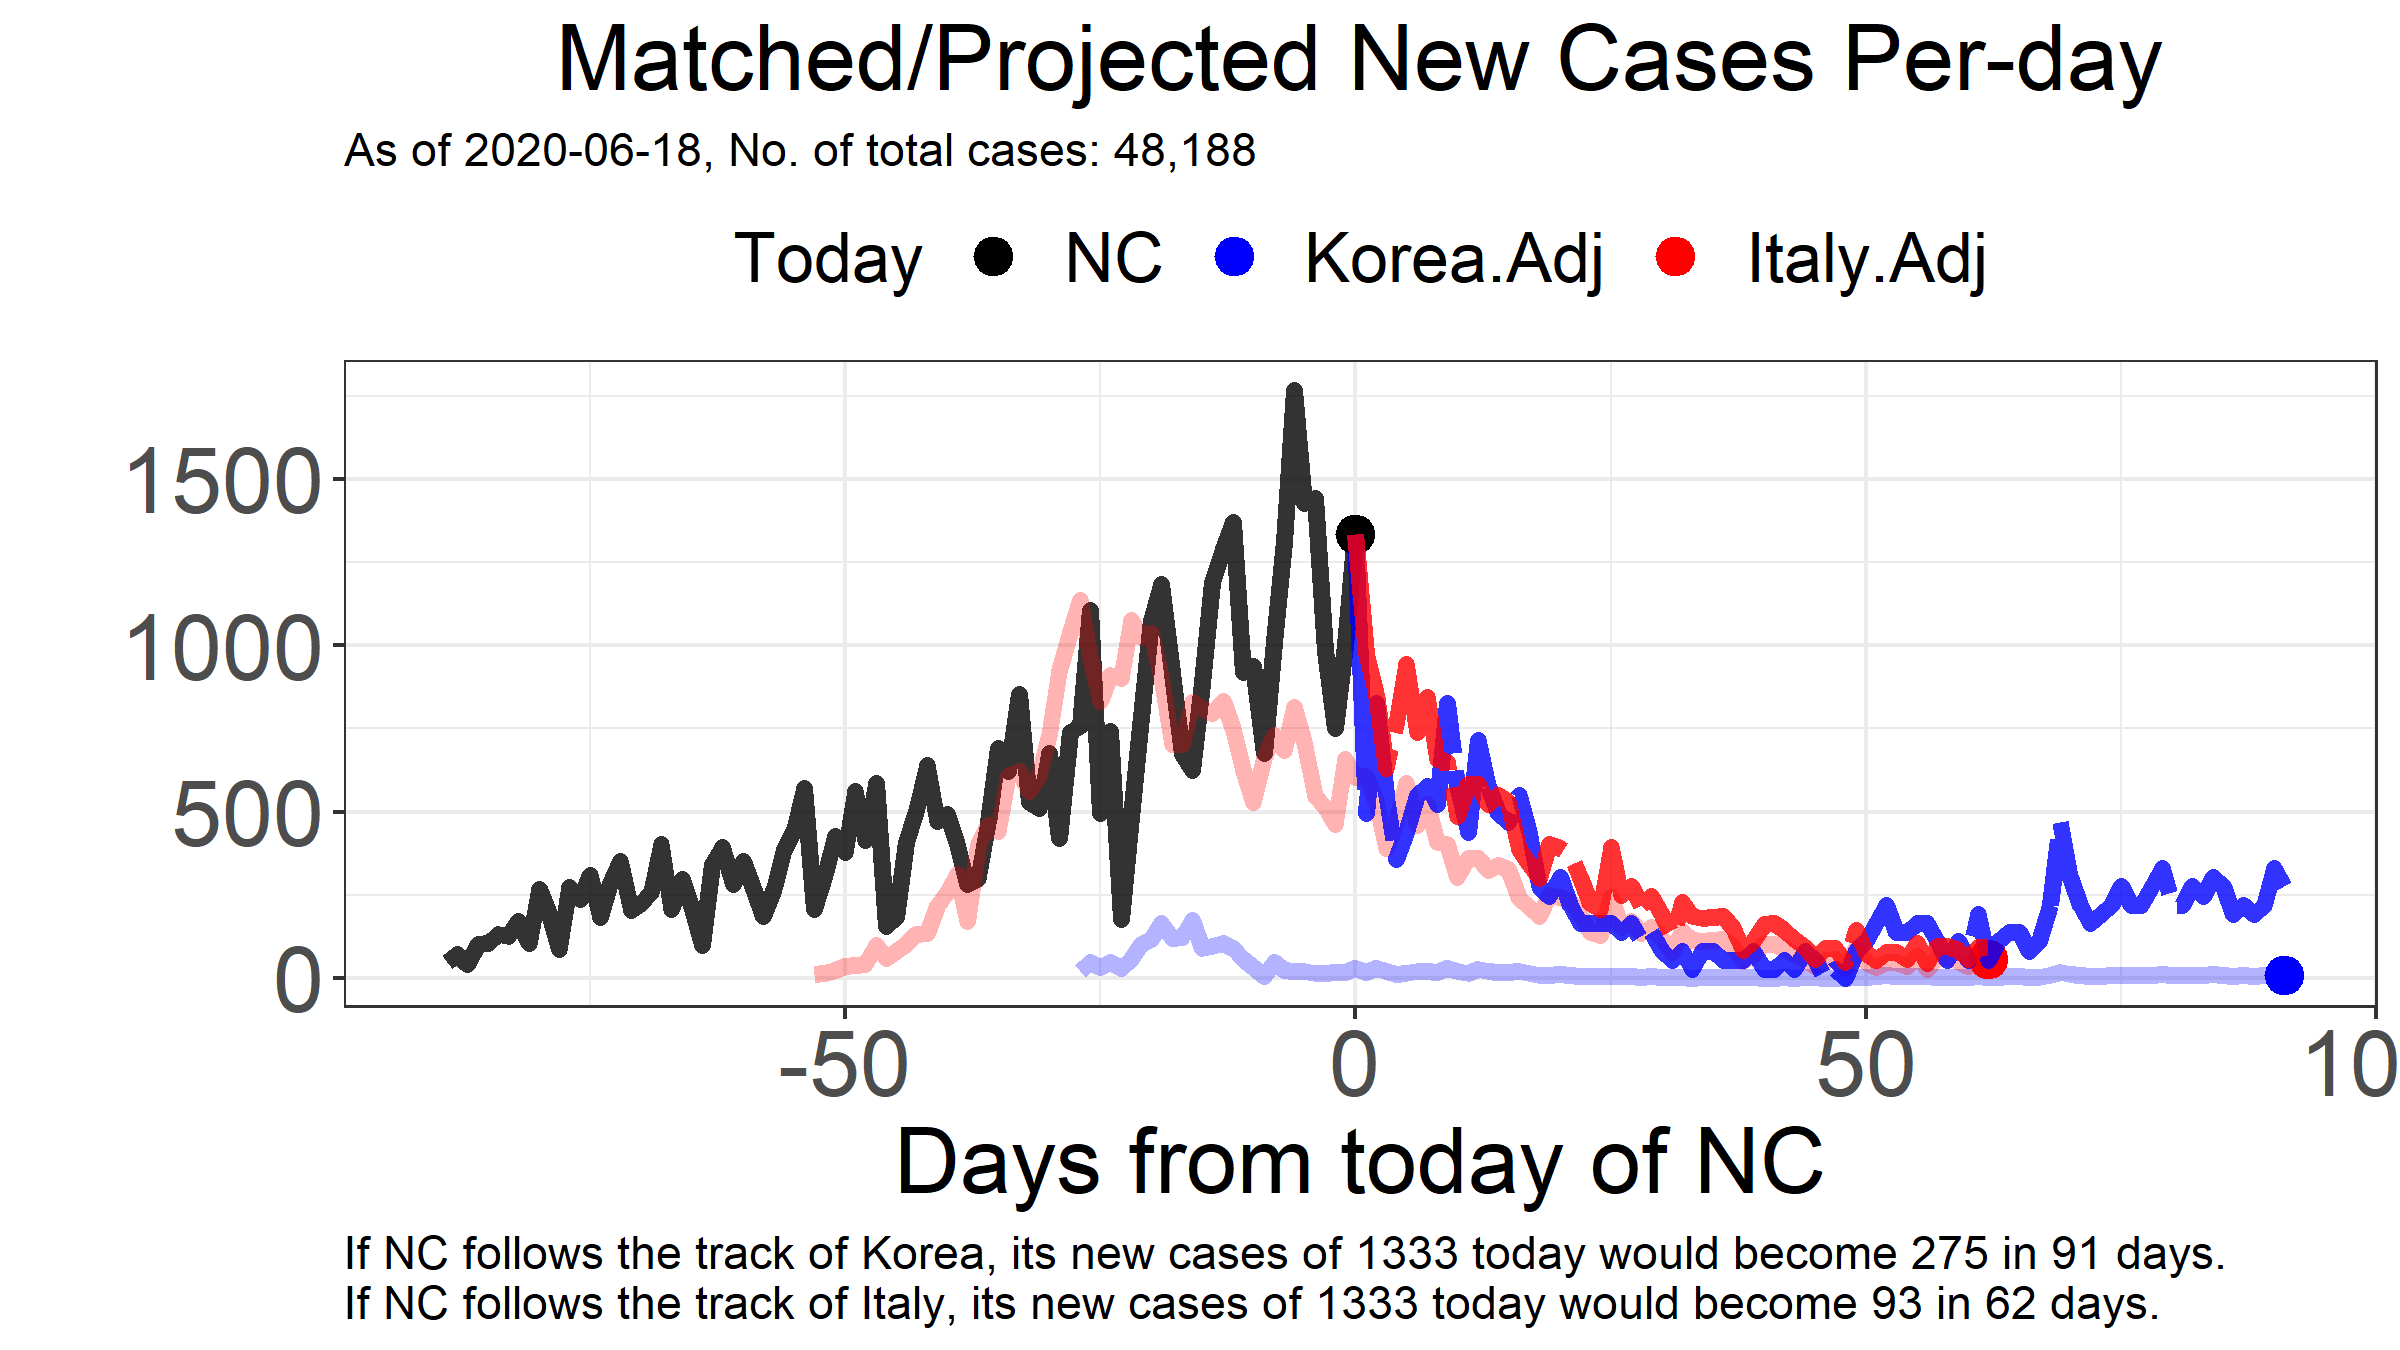 Matched/Projected New Cases Per-day
As of 2020-06-18, No. of total cases: 48,188
Today NC Korea.Adj Italy.Adj
1500
1000
500
0
-50 0 50 10
Days from today of NC
If NC follows the track of Korea, its new cases of 1333 today would become 275 in 91 days.
If NC follows the track of Italy, its new cases of 1333 today would become 93 in 62 days.